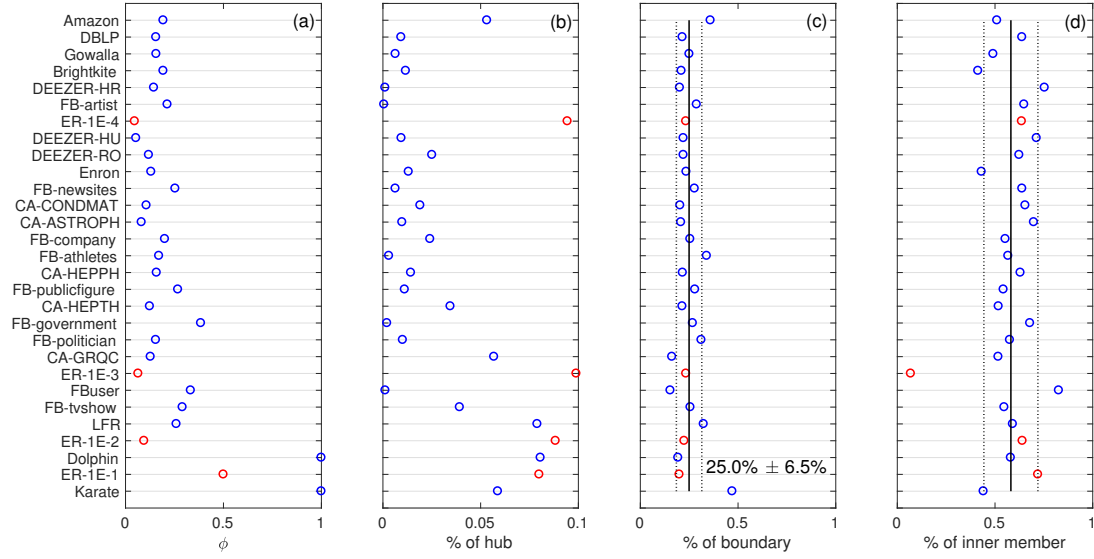 (a) (b) (c) (d)
Amazon
DBLP
Gowalla
Brightkite
DEEZER-HR
FB-artist
ER-1E-4
DEEZER-HU
DEEZER-RO
Enron
FB-newsites
CA-CONDMAT
CA-ASTROPH
FB-company
FB-athletes
CA-HEPPH
FB-publicfigure
CA-HEPTH
FB-government
FB-politician
CA-GRQC
ER-1E-3
FBuser
FB-tvshow
LFR
ER-1E-2
Dolphin
25.0% ± 6.5%
ER-1E-1
Karate
0 0.5 1 0 0.05 0.1 0 0.5 1 0 0.5 1
ϕ % of hub % of boundary % of inner member